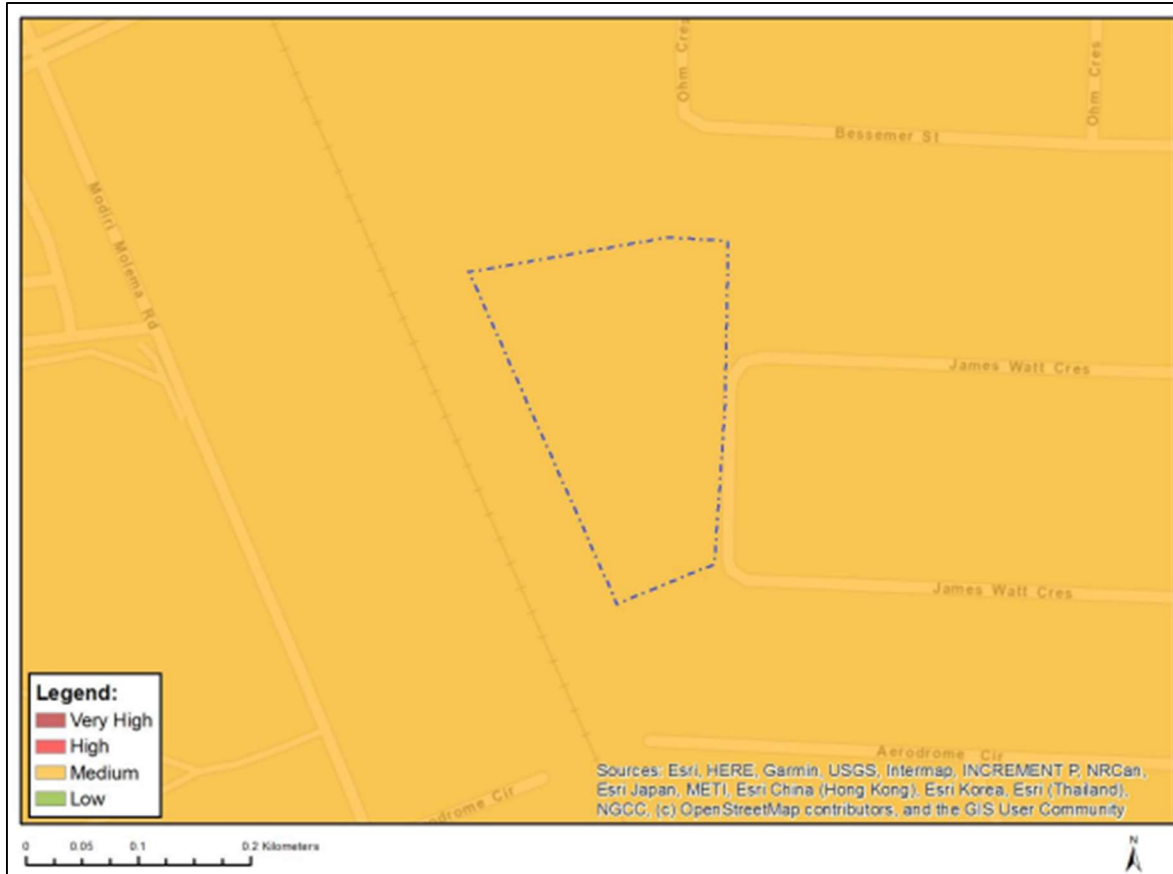 Ohm Cres
Ohm Cres
Bessemer St
Modiri Molema Rd
James Watt Cres
James Watt Cres
Legend:
Very High
High
Medium
Low
Aerodrome Cir
odrome Cir
Sources: Esri, HERE, Garmin, USGS, Intermap, INCREMENT P, NRCan,
Esri Japan, METI, Esri China (Hong Kong), Esri Korea, Esri (Thailand),
NGCC, (c) OpenStreetMap contributors, and the GIS User Community
0 0.05 0.1 0.2 Kilometers
N